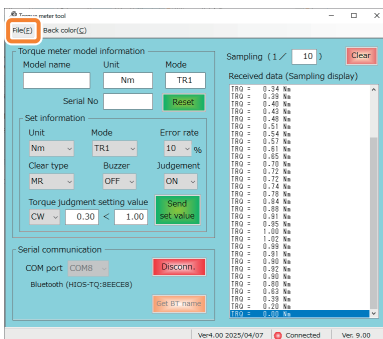 Torque meter tool
File(F) Back color(C)
Torque meter model information
Model name Unit Mode
Nm TR1
Serial No Reset
Set information
Unit Mode Error rate
Nm TR1 10 %
Clear type Buzzer Judgement
MR OFF ON
Torque judgment setting value
CW 0.30 < 1.00
Send
set value
Serial communication
COM port COM8
Disconn.
Bluetooth (HIOS-TQ:8EECE8)
Get BT name
Sampling (1/ 10 ) Clear
Received data (Sampling display)
TRQ = 0.34 Nm
TRQ = 0.39 Nm
TRQ = 0.40 Nm
TRQ = 0.43 Nm
TRQ = 0.48 Nm
TRQ = 0.51 Nm
TRQ = 0.54 Nm
TRQ = 0.57 Nm
TRQ = 0.61 Nm
TRQ = 0.65 Nm
TRQ = 0.70 Nm
TRQ = 0.72 Nm
TRQ = 0.72 Nm
TRQ = 0.74 Nm
TRQ = 0.78 Nm
TRQ = 0.84 Nm
TRQ = 0.88 Nm
TRQ = 0.91 Nm
TRQ = 0.95 Nm
TRQ = 1.00 Nm
TRQ = 1.02 Nm
TRQ = 0.99 Nm
TRQ = 0.91 Nm
TRQ = 0.90 Nm
TRQ = 0.92 Nm
TRQ = 0.90 Nm
TRQ = 0.80 Nm
TRQ = 0.63 Nm
TRQ = 0.39 Nm
TRQ = 0.20 Nm
TRQ = 0.00 Nm
Ver4.00 2025/04/07 Connected Ver. 9.00